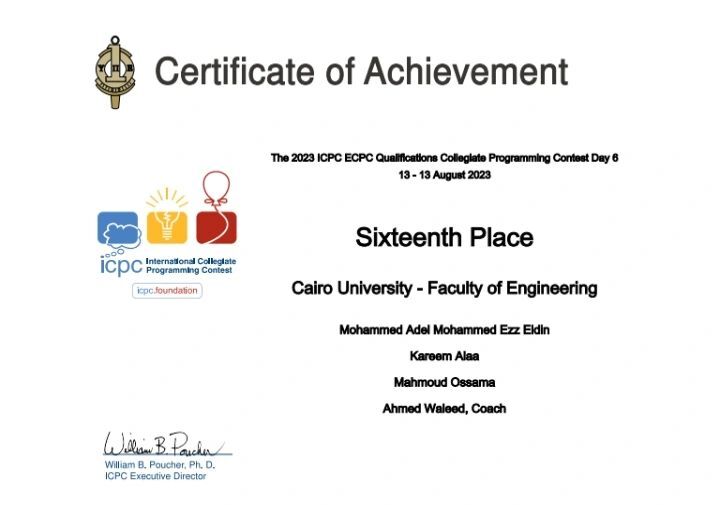 Certificate of Achievement
The 2023 ICPC ECPC Qualifications Collegiate Programming Contest Day 6
13 - 13 August 2023
Sixteenth Place
Cairo University - Faculty of Engineering
Mohammed Adel Mohammed Ezz Eldin
Kareem Alaa
Mahmoud Ossama
Ahmed Waleed, Coach
icpc International Collegiate
Programming Contest
icpc.foundation
William B. Poucher
William B. Poucher, Ph. D.
ICPC Executive Director